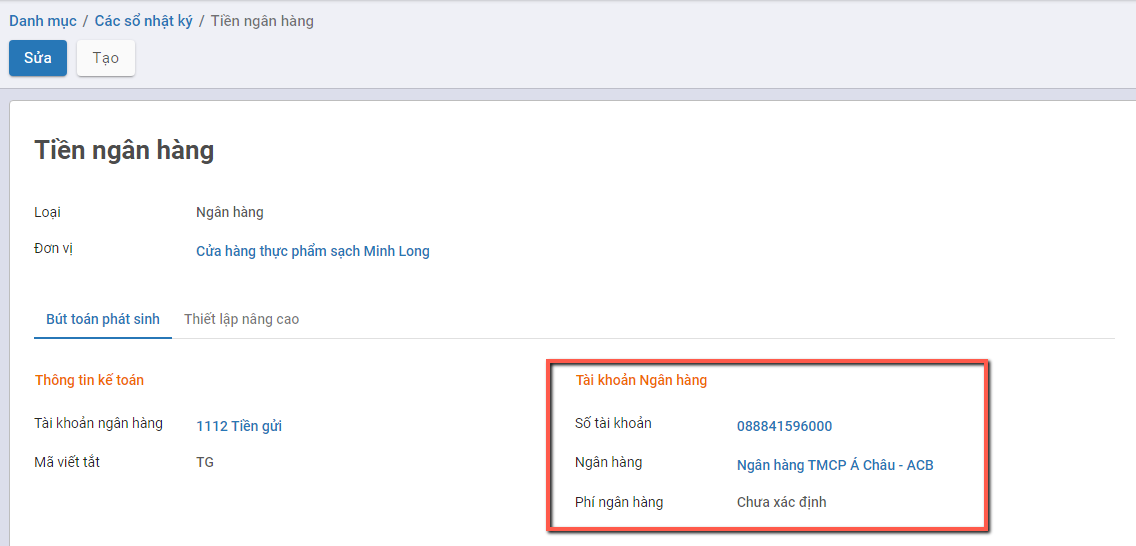 Danh mục / Các sổ nhật ký / Tiền ngân hàng
Sửa Tạo
Tiền ngân hàng
Loại Ngân hàng
Đơn vị Cửa hàng thực phẩm sạch Minh Long
Bút toán phát sinh Thiết lập nâng cao
Thông tin kế toán
Tài khoản ngân hàng 1112 Tiền gửi
Mã viết tắt TG
Tài khoản Ngân hàng
Số tài khoản 088841596000
Ngân hàng Ngân hàng TMCP Á Châu - ACB
Phí ngân hàng Chưa xác định